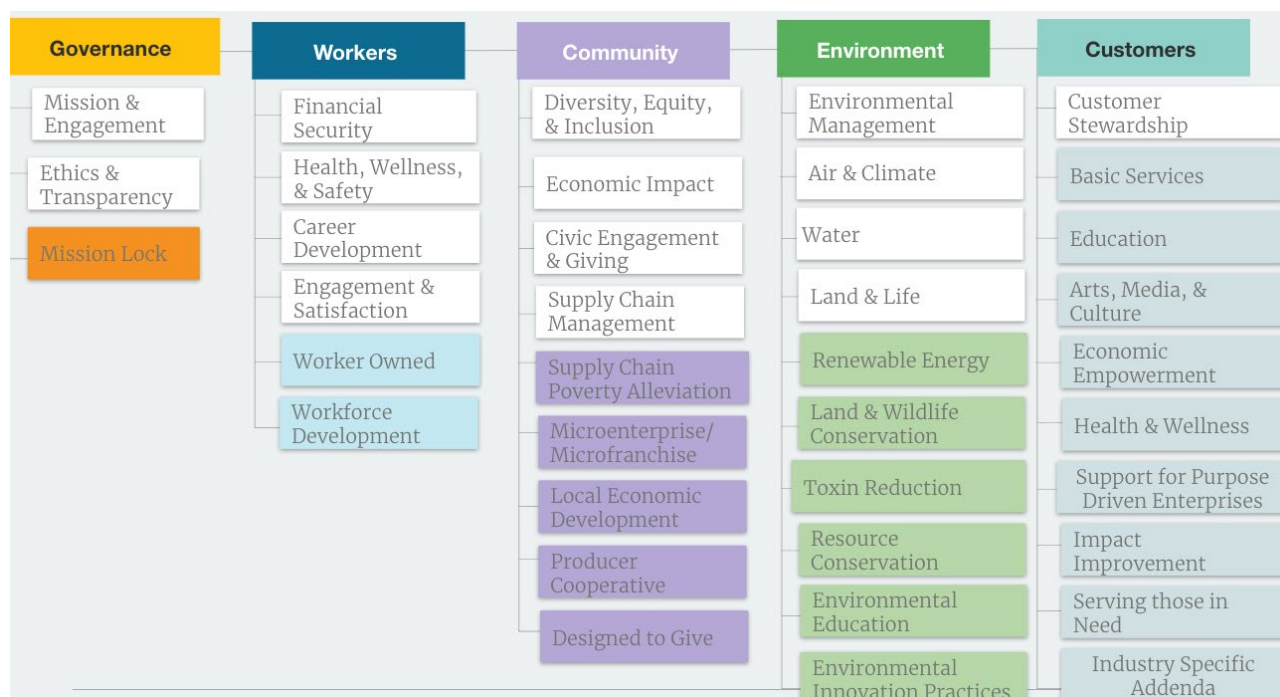 Governance
Mission &
Engagement
Ethics &
Transparency
Mission Lock
Workers
Financial
Security
Health, Wellness,
& Safety
Career
Development
Engagement &
Satisfaction
Worker Owned
Workforce
Development
Community
Diversity, Equity,
& Inclusion
Economic Impact
Civic Engagement
& Giving
Supply Chain
Management
Supply Chain
Poverty Alleviation
Microenterprise/
Microfranchise
Local Economic
Development
Producer
Cooperative
Designed to Give
Environment
Environmental
Management
Air & Climate
Water
Land & Life
Renewable Energy
Land & Wildlife
Conservation
Toxin Reduction
Resource
Conservation
Environmental
Education
Environmental
Innovation Practices
Customers
Customer
Stewardship
Basic Services
Education
Arts, Media, &
Culture
Economic
Empowerment
Health & Wellness
Support for Purpose
Driven Enterprises
Impact
Improvement
Serving those in
Need
Industry Specific
Addenda